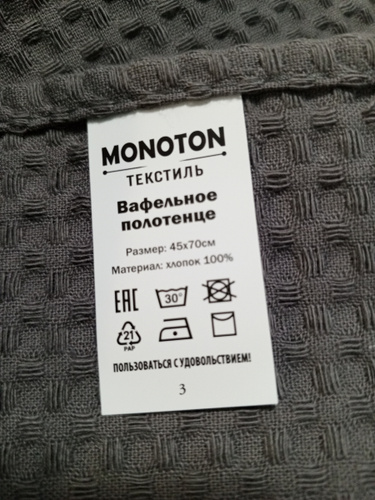 MONOTON
ТЕКСТИЛЬ
Вафельное
полотенце
Размер: 45х70см
Материал: хлопок 100%
EAC 30°
21
PAP
ПОЛЬЗОВАТЬСЯ С УДОВОЛЬСТВИЕМ!
3